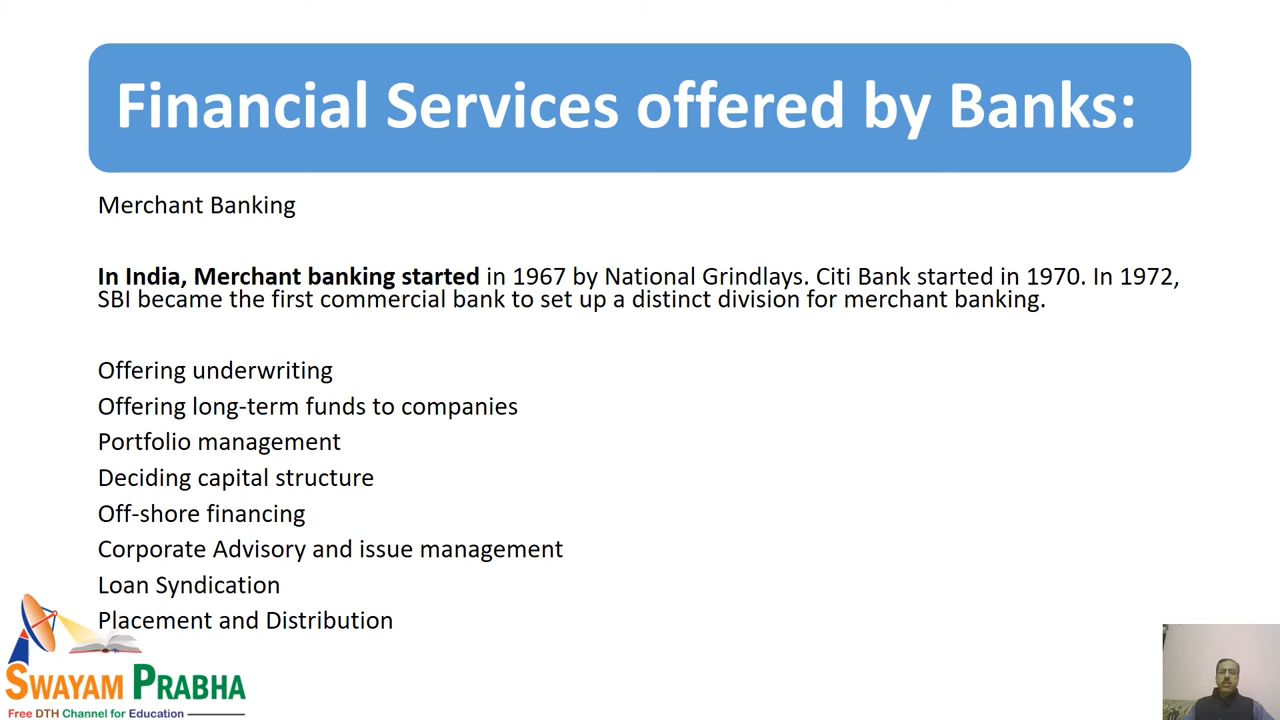 Financial Services offered by Banks:
Merchant Banking
In India, Merchant banking started in 1967 by National Grindlays. Citi Bank started in 1970. In 1972,
SBI became the first commercial bank to set up a distinct division for merchant banking.
Offering underwriting
Offering long-term funds to companies
Portfolio management
Deciding capital structure
Off-shore financing
Corporate Advisory and issue management
Loan Syndication
Placement and Distribution
SWAYAM PRABHA
Free DTH Channel for Education